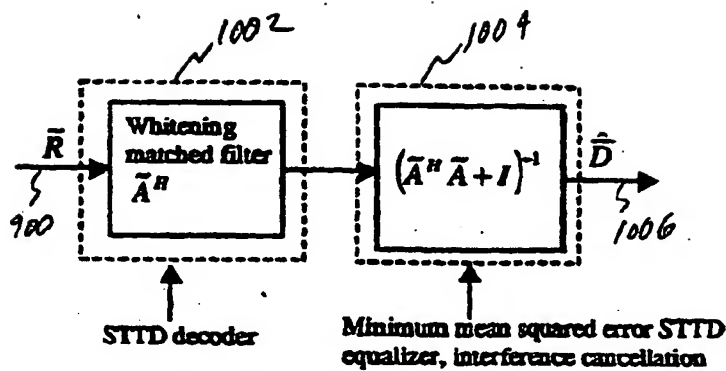 1002
1004
R̃
Whitening
matched filter
Ã^H
(Ã^H Ã + I)^-1
D̃̂
900
1006
STTD decoder
Minimum mean squared error STTD
equalizer, interference cancellation